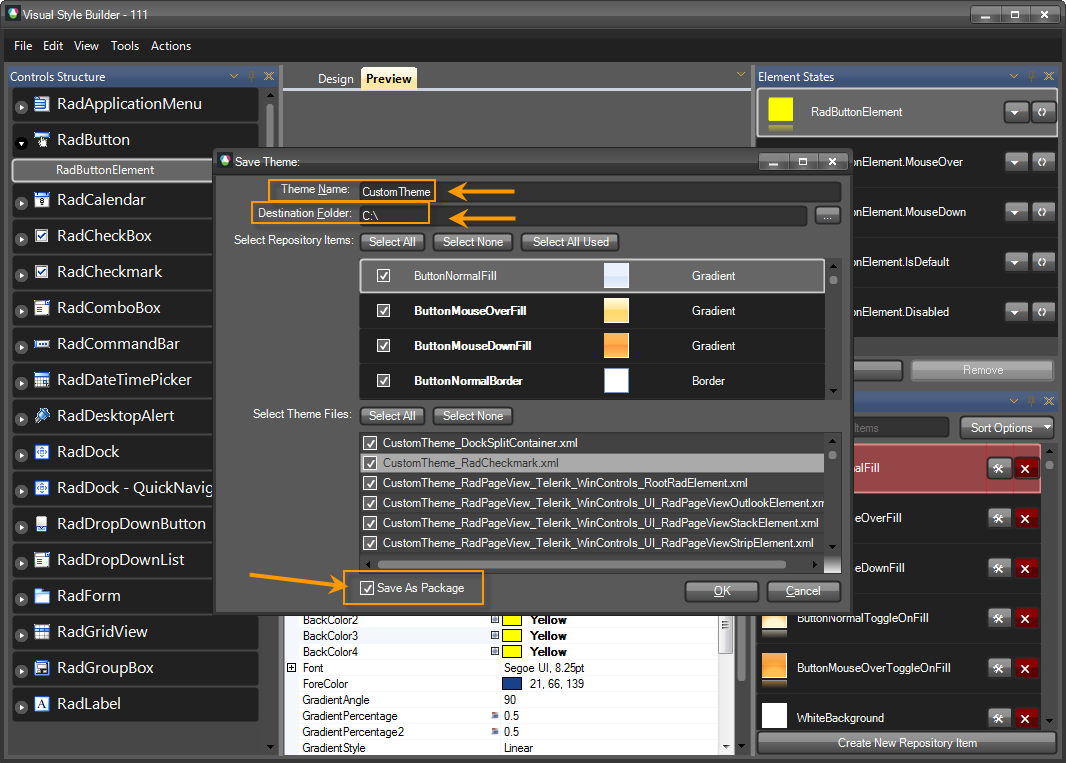 Visual Style Builder - 111
File Edit View Tools Actions
Controls Structure
RadApplicationMenu
RadButton
RadButtonElement
RadCalendar
RadCheckBox
RadCheckmark
RadComboBox
RadCommandBar
RadDateTimePicker
RadDesktopAlert
RadDock
RadDock - QuickNavig
RadDropDownButton
RadDropDownList
RadForm
RadGridView
RadGroupBox
RadLabel
Design Preview
Save Theme:
Theme Name: CustomTheme
Destination Folder: C:\ ...
Select Repository Items: Select All Select None Select All Used
ButtonNormalFill Gradient
ButtonMouseOverFill Gradient
ButtonMouseDownFill Gradient
ButtonNormalBorder Border
Select Theme Files: Select All Select None
CustomTheme_DockSplitContainer.xml
CustomTheme_RadCheckmark.xml
CustomTheme_RadPageView_Telerik_WinControls_RootRadElement.xml
CustomTheme_RadPageView_Telerik_WinControls_UI_RadPageViewOutlookElement.xm
CustomTheme_RadPageView_Telerik_WinControls_UI_RadPageViewStackElement.xml
CustomTheme_RadPageView_Telerik_WinControls_UI_RadPageViewStripElement.xml
Save As Package OK Cancel
BackColor2 Yellow
BackColor3 Yellow
BackColor4 Yellow
Font Segoe UI, 8.25pt
ForeColor 21, 66, 139
GradientAngle 90
GradientPercentage 0.5
GradientPercentage2 0.5
GradientStyle Linear
Element States
RadButtonElement
nElement.MouseOver
nElement.MouseDown
nElement.IsDefault
nElement.Disabled
Remove
Items Sort Options
alFill
eOverFill
eDownFill
ButtonNormalToggleOnFill
ButtonMouseOverToggleOnFill
WhiteBackground
Create New Repository Item